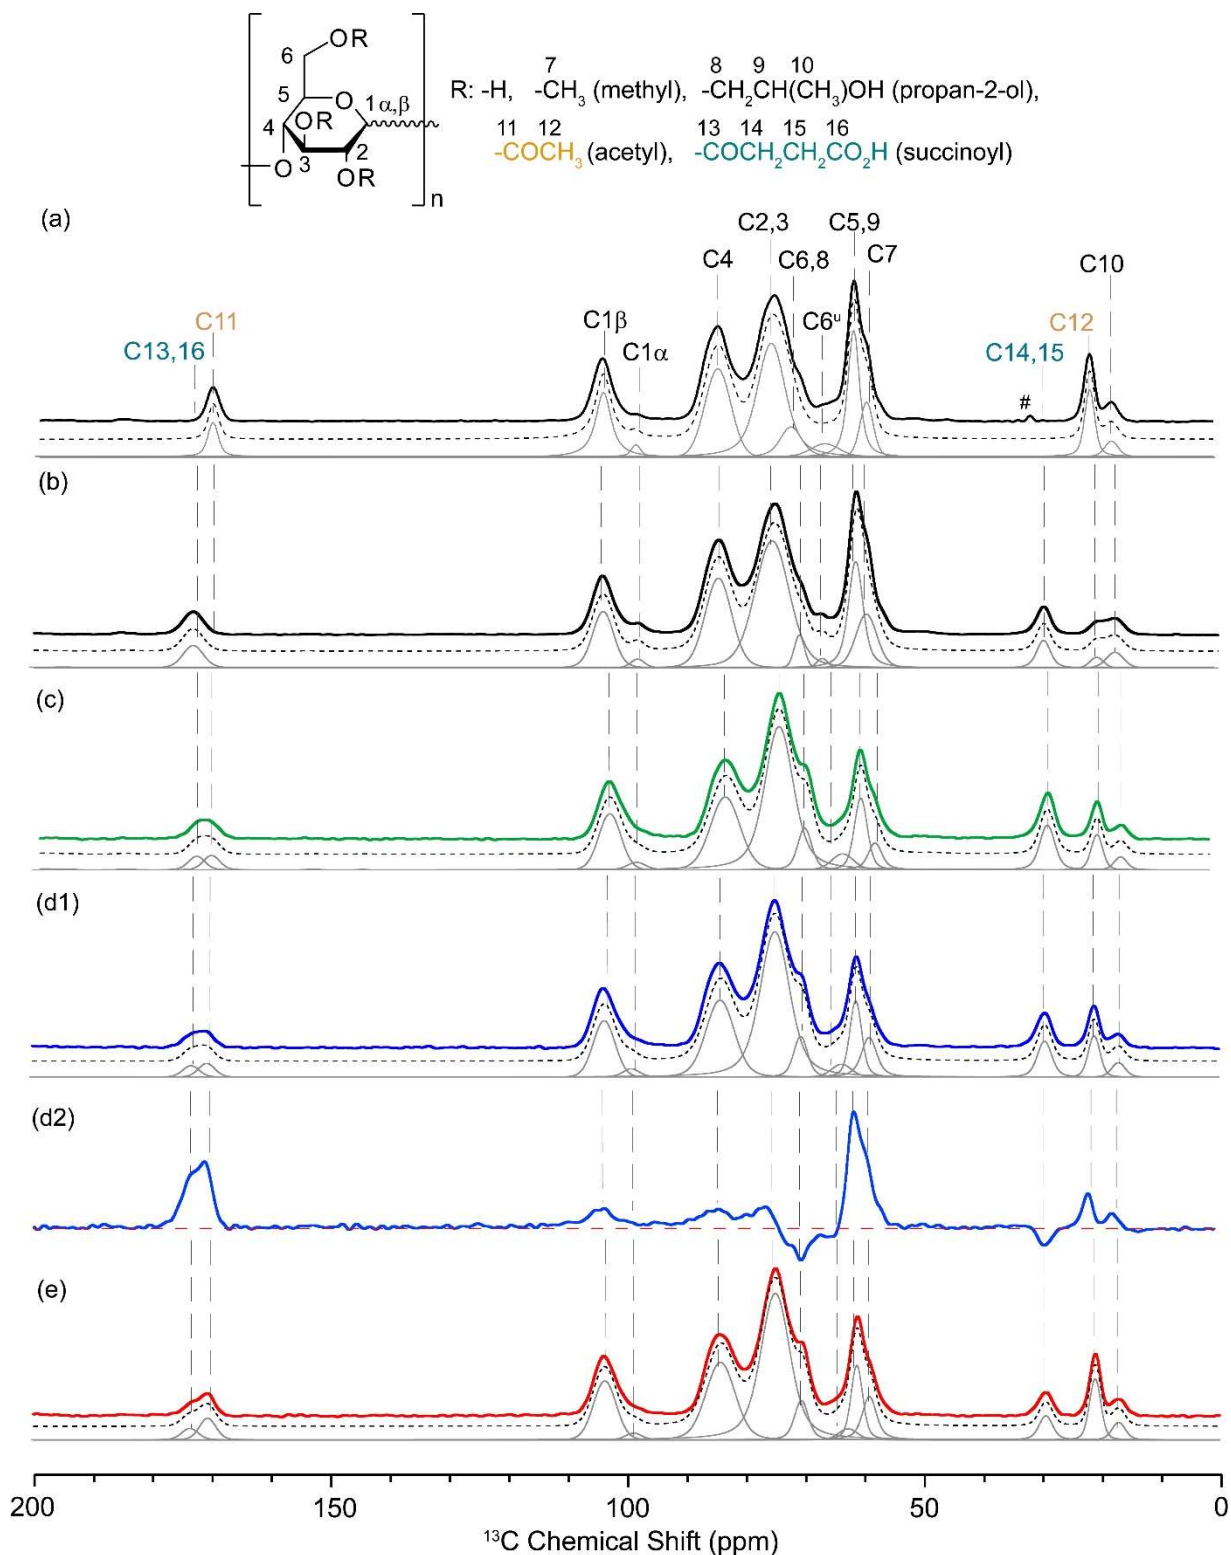 6 OR
7 8 9 10
5 O 1α,β R: -H, -CH₃ (methyl), -CH₂CH(CH₃)OH (propan-2-ol),
4 RO 11 12 13 14 15 16
O 3 2 -COCH₃ (acetyl), -COCH₂CH₂CO₂H (succinoyl)
OR n
(a)
C2,3 C5,9
C4 C6,8 C7 C10
C11 C1β C6ᵘ C12
C13,16 C1α C14,15
#
(b)
(c)
(d1)
(d2)
(e)
200 150 100 50 0
¹³C Chemical Shift (ppm)